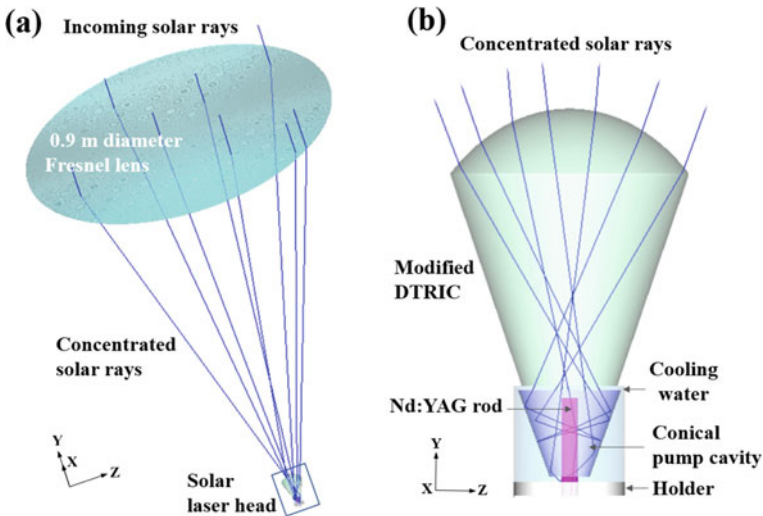 (a)
Incoming solar rays
0.9 m diameter
Fresnel lens
Concentrated
solar rays
Y
X
Z
Solar
laser head
(b)
Concentrated solar rays
Modified
DTRIC
Cooling
water
Nd:YAG rod
Conical
pump cavity
Y
X
Z
Holder